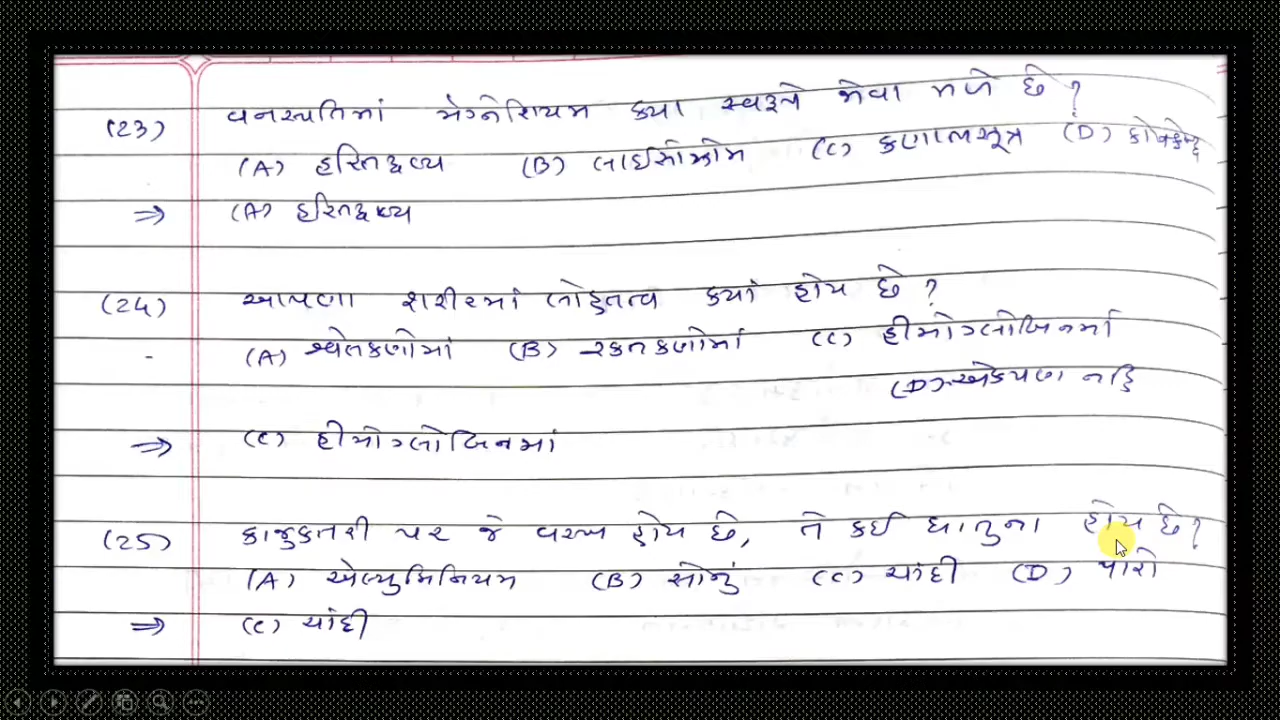 (23) વનસ્પતિમાં મેગ્નેશિયમ ક્યા સ્વરૂપે જોવા મળે છે ?
(A) હરિતદ્રવ્ય (B) લાઈસોઝોમ (C) કણાભસૂત્ર (D)
⇒ (A) હરિતદ્રવ્ય
(24) આપણા શરીરમાં લોહતત્વ ક્યાં હોય છે ?
(A) શ્વેતકણોમાં (B) રક્તકણોમાં (C) હીમોગ્લોબિનમાં
(D) એકપણ નહિ
⇒ (C) હીમોગ્લોબિનમાં
(25) કાજુકતરી પર જે વરખ હોય છે, તે કઈ ધાતુના હોય છે?
(A) એલ્યુમિનિયમ (B) સોનું (C) ચાંદી (D) પારો
⇒ (C) ચાંદી